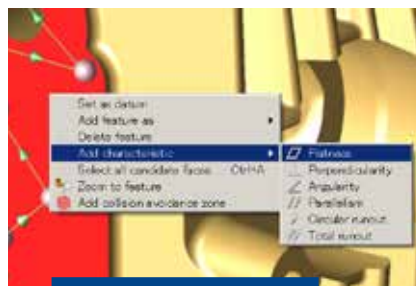 Set as datum
Add feature as
Delete feature
Add characteristic
Select all candidate faces Ctrl+A
Zoom to feature
Add collision avoidance zone
Flatness
Perpendicularity
Angularity
Parallelism
Circular runout
Total runout